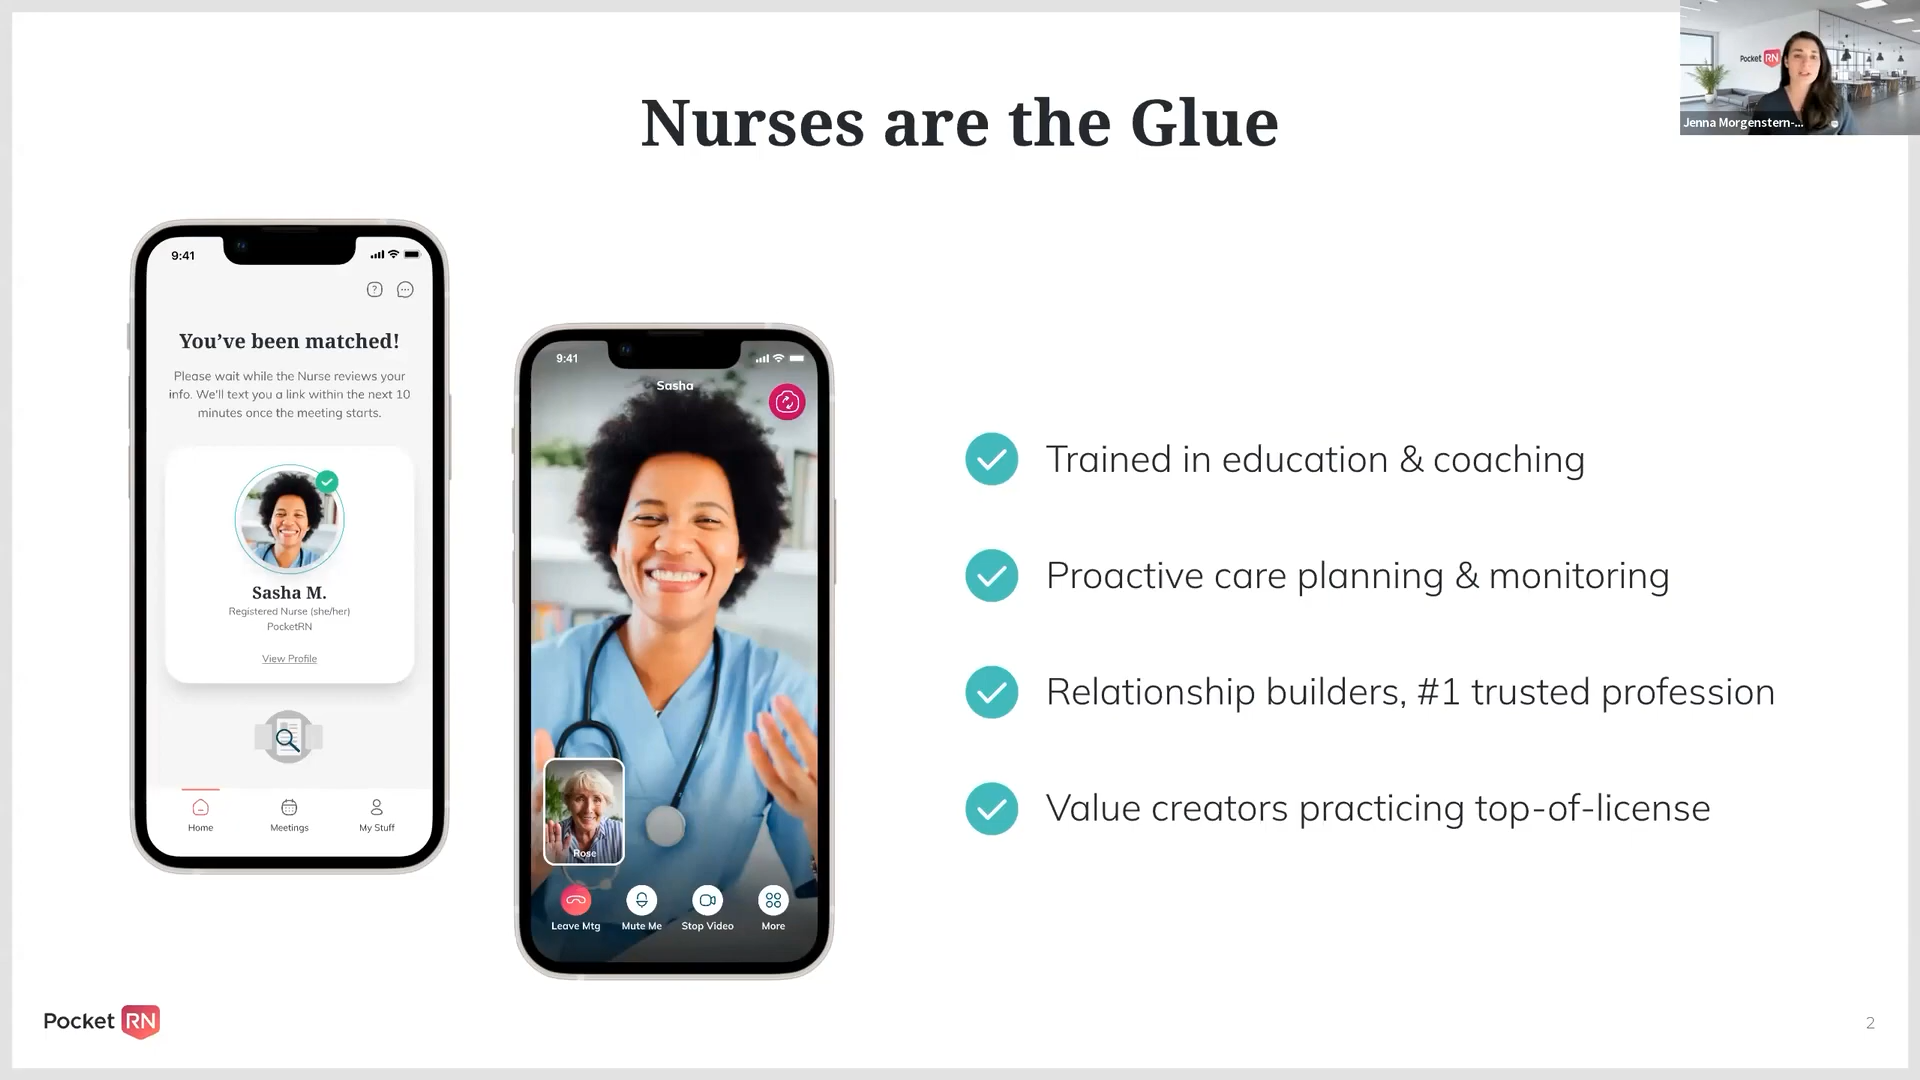 Nurses are the Glue
Pocket RN
Jenna Morgenstern-...
9:41
?
You've been matched!
Please wait while the Nurse reviews your
info. We'll text you a link within the next 10
minutes once the meeting starts.
Sasha M.
Registered Nurse (she/her)
PocketRN
View Profile
Home
Meetings
My Stuff
9:41
Sasha
Rose
Leave Mtg
Mute Me
Stop Video
More
Trained in education & coaching
Proactive care planning & monitoring
Relationship builders, #1 trusted profession
Value creators practicing top-of-license
Pocket RN
2